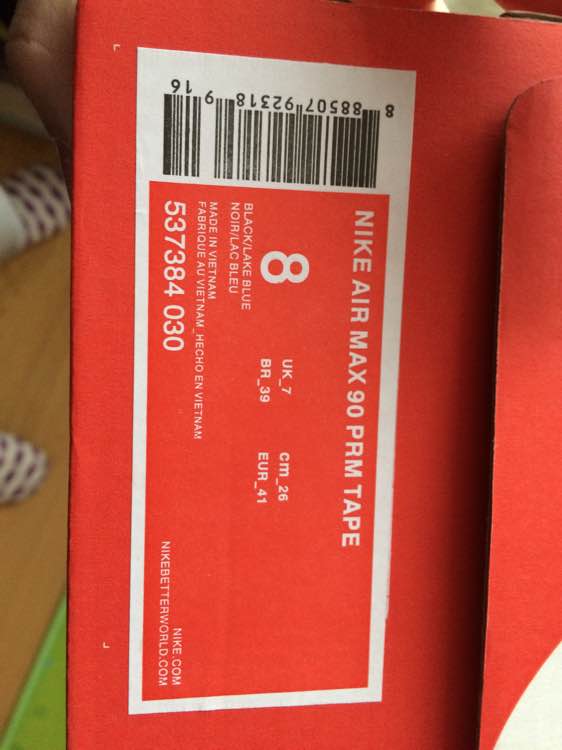 8 88507 92318 9 16
NIKE AIR MAX 90 PRM TAPE
8 UK_7 cm_26
BR_39 EUR_41
BLACK/LAKE BLUE
NOIR/LAC BLEU
MADE IN VIETNAM
FABRIQUE AU VIETNAM_HECHO EN VIETNAM
537384 030
NIKE.COM
NIKEBETTERWORLD.COM